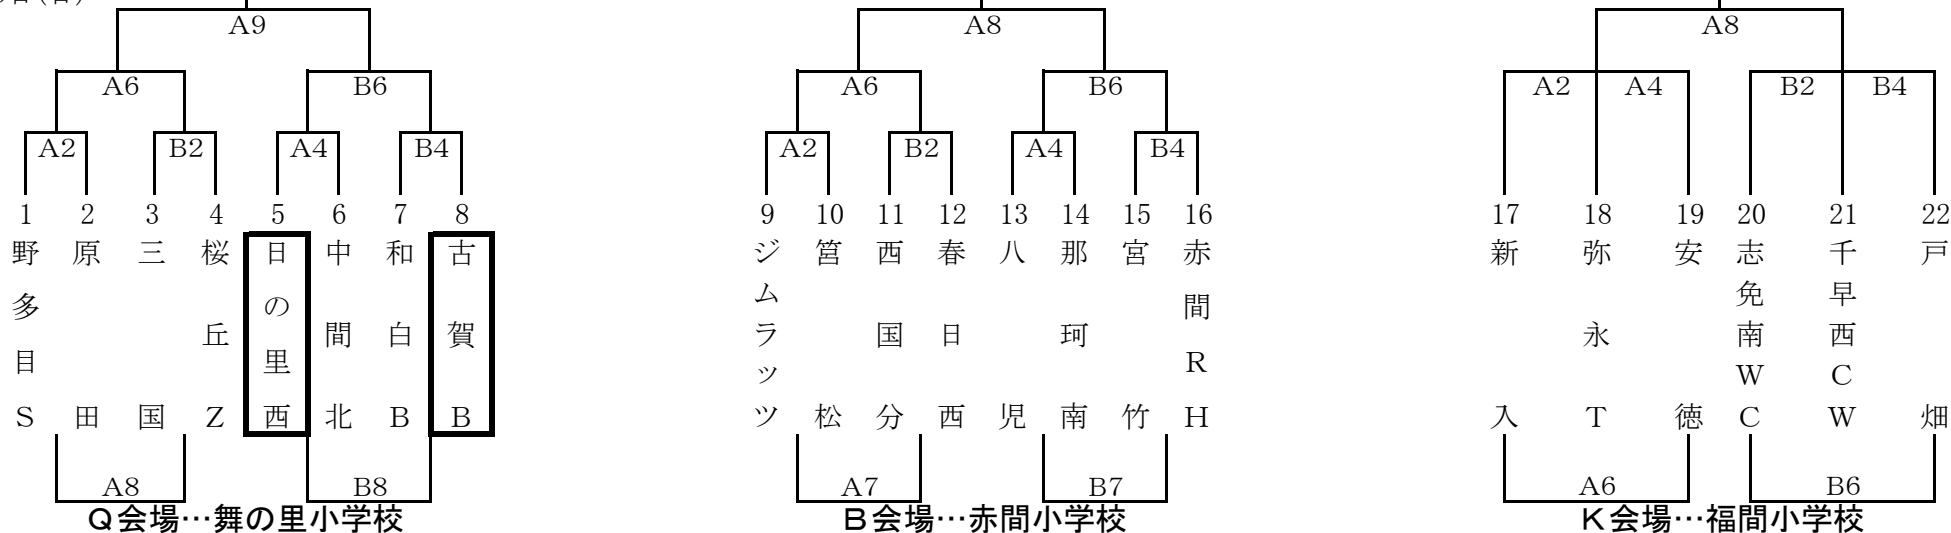 A9 A8 A8
A6 B6 A6 B6 A2 A4 B2 B4
A2 B2 A4 B4 A2 B2 A4 B4
1 2 3 4 5 6 7 8 9 10 11 12 13 14 15 16 17 18 19 20 21 22
野多目S
原田
三国
桜丘Z
日の里西
中間北
和白B
古賀B
ジムラッツ
筥松
西国分
春日西
八児
那珂南
宮竹
赤間RH
新入
弥永T
安徳
志免南WC
千早西CW
戸畑
A8 B8 A7 B7 A6 B6
Q会場…舞の里小学校
B会場…赤間小学校
K会場…福間小学校